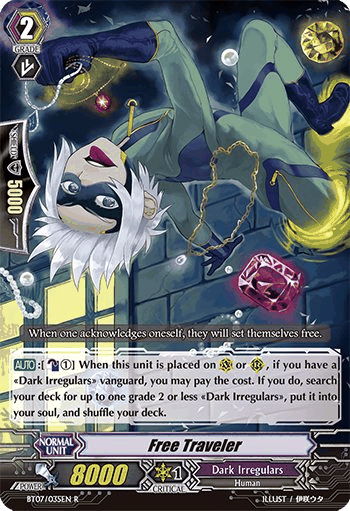 2
GRADE
SHIELD
5000
When one acknowledges oneself, they will set themselves free.
AUTO :[ ①] When this unit is placed on or , if you have a
«Dark Irregulars» vanguard, you may pay the cost. If you do, search
your deck for up to one grade 2 or less «Dark Irregulars», put it into
your soul, and shuffle your deck.
NORMAL
UNIT
Free Traveler
POWER
8000
1
CRITICAL
Dark Irregulars
Human
BT07/035EN R
ILLUST / 伊咲ウタ